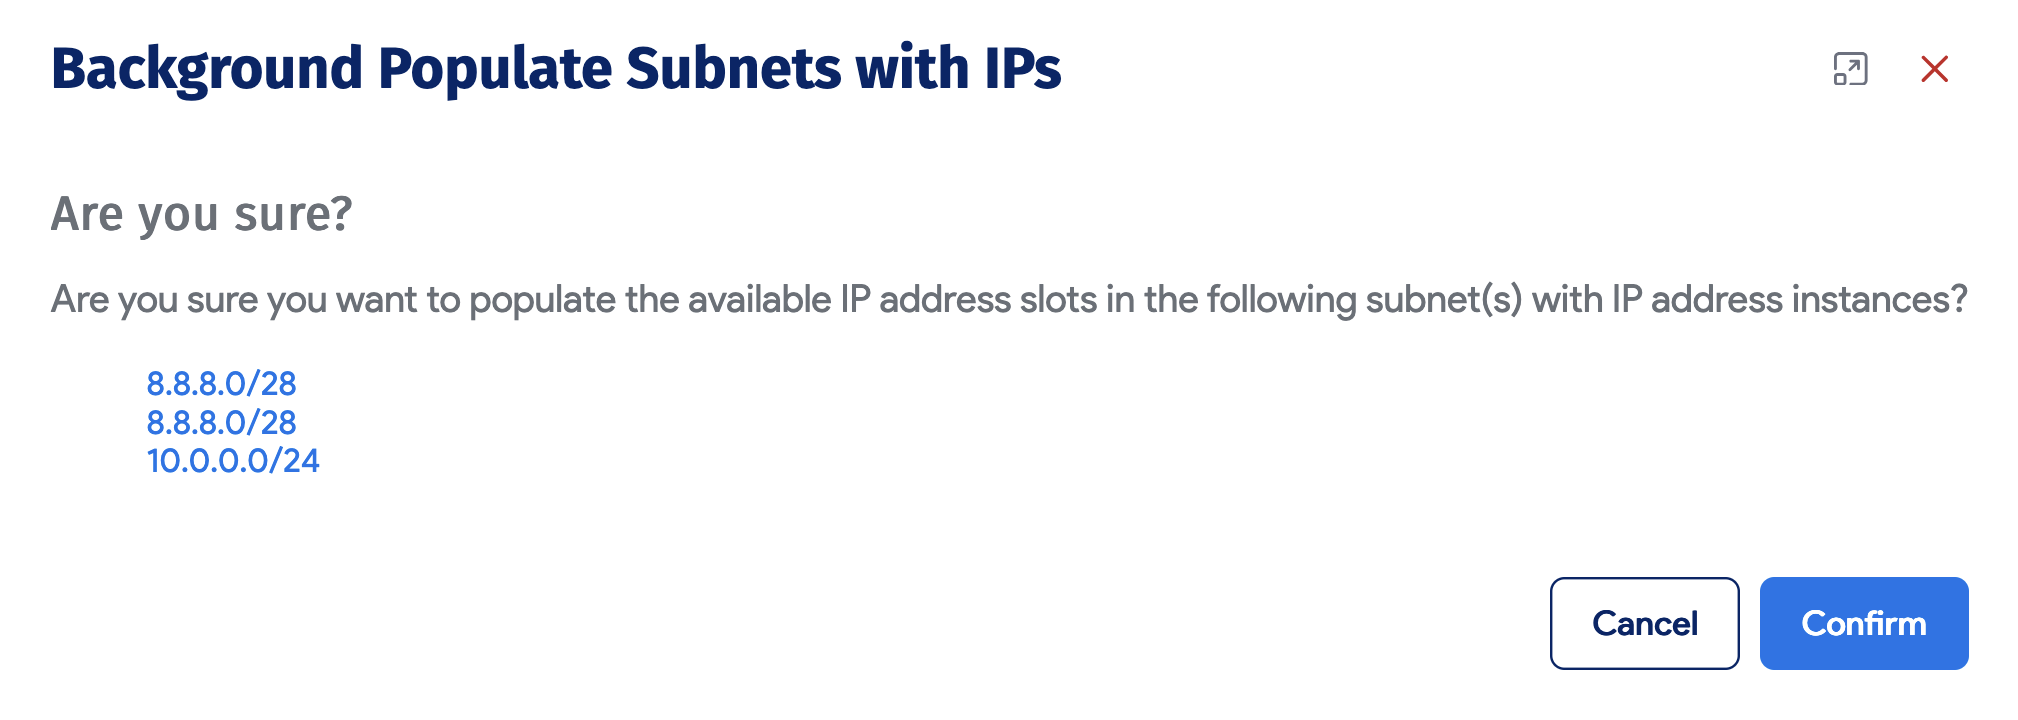 Background Populate Subnets with IPs
Are you sure?
Are you sure you want to populate the available IP address slots in the following subnet(s) with IP address instances?
8.8.8.0/28
8.8.8.0/28
10.0.0.0/24
Cancel
Confirm